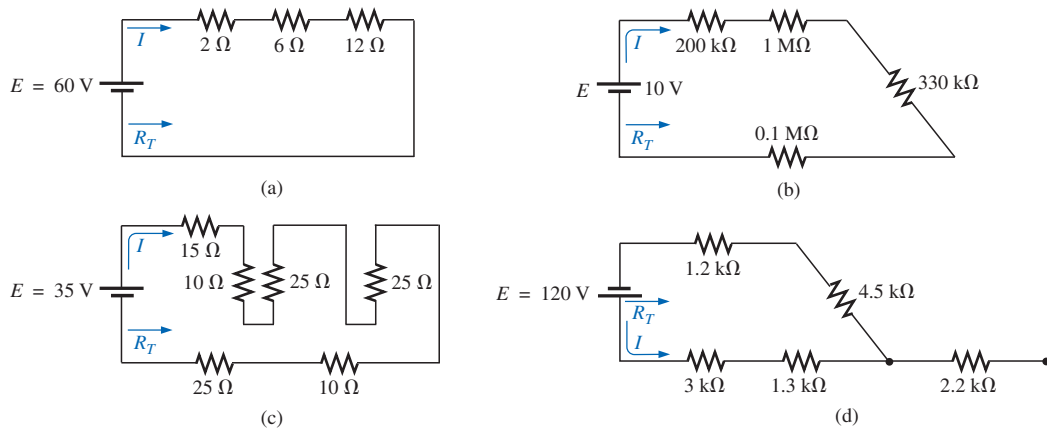 I
2 Ω 6 Ω 12 Ω
E = 60 V
R_T
(a)
I
200 kΩ 1 MΩ
330 kΩ
E 10 V
R_T
0.1 MΩ
(b)
I
15 Ω
10 Ω 25 Ω 25 Ω
E = 35 V
R_T
25 Ω 10 Ω
(c)
1.2 kΩ
4.5 kΩ
E = 120 V
R_T
I
3 kΩ 1.3 kΩ 2.2 kΩ
(d)